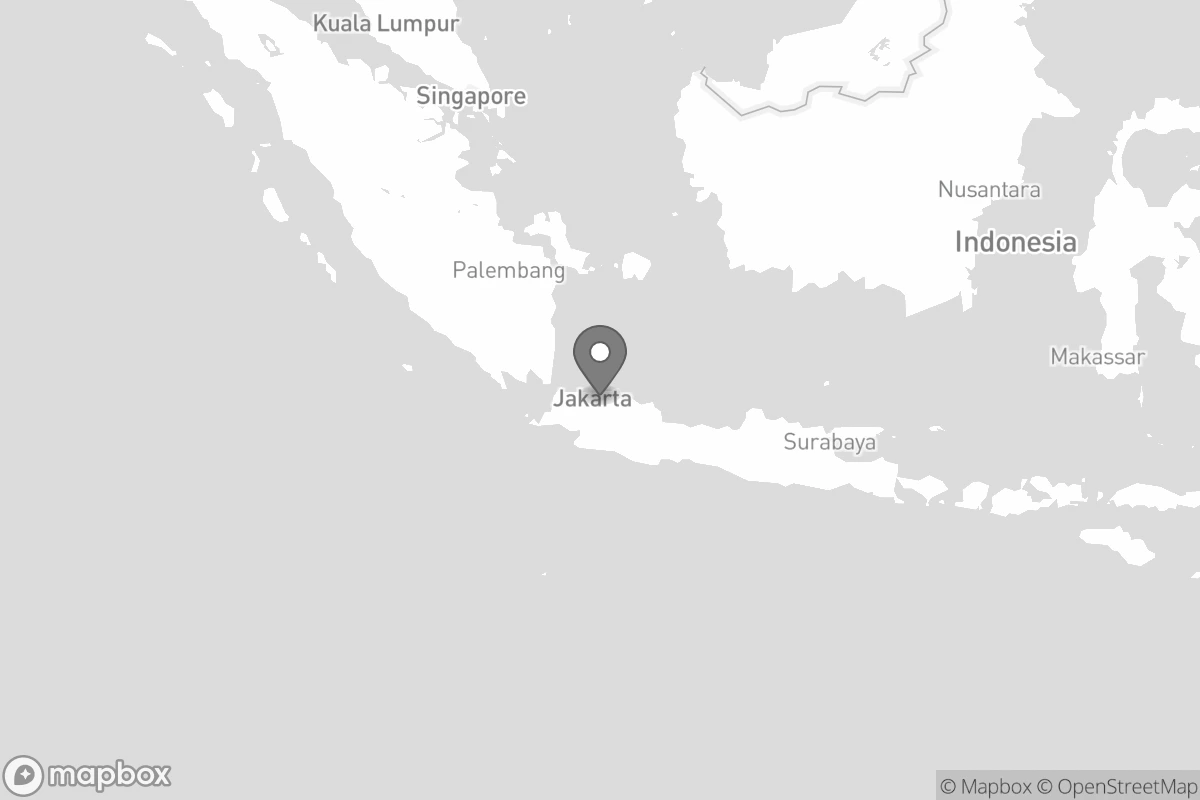 Kuala Lumpur
Singapore
Nusantara
Indonesia
Palembang
Makassar
Jakarta
Surabaya
mapbox
© Mapbox © OpenStreetMap